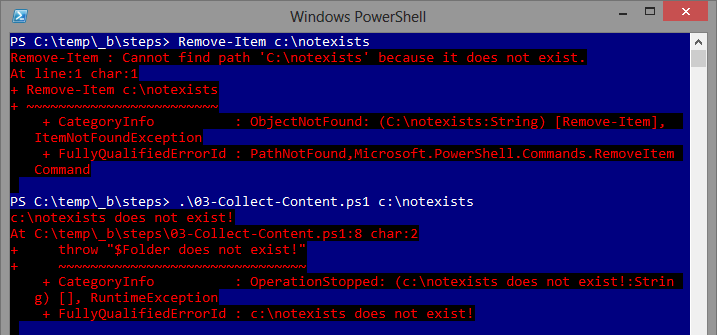 Windows PowerShell
PS C:\temp\_b\steps> Remove-Item c:\notexists
Remove-Item : Cannot find path 'C:\notexists' because it does not exist.
At line:1 char:1
+ Remove-Item c:\notexists
+ ~~~~~~~~~~~~~~~~~~~~~~~~
    + CategoryInfo          : ObjectNotFound: (C:\notexists:String) [Remove-Item],
   ItemNotFoundException
    + FullyQualifiedErrorId : PathNotFound,Microsoft.PowerShell.Commands.RemoveItem
   Command
PS C:\temp\_b\steps> .\03-Collect-Content.ps1 c:\notexists
c:\notexists does not exist!
At C:\temp\_b\steps\03-Collect-Content.ps1:8 char:2
+     throw "$Folder does not exist!"
+     ~~~~~~~~~~~~~~~~~~~~~~~~~~~~~~~
    + CategoryInfo          : OperationStopped: (c:\notexists does not exist!:Strin
   g) [], RuntimeException
    + FullyQualifiedErrorId : c:\notexists does not exist!